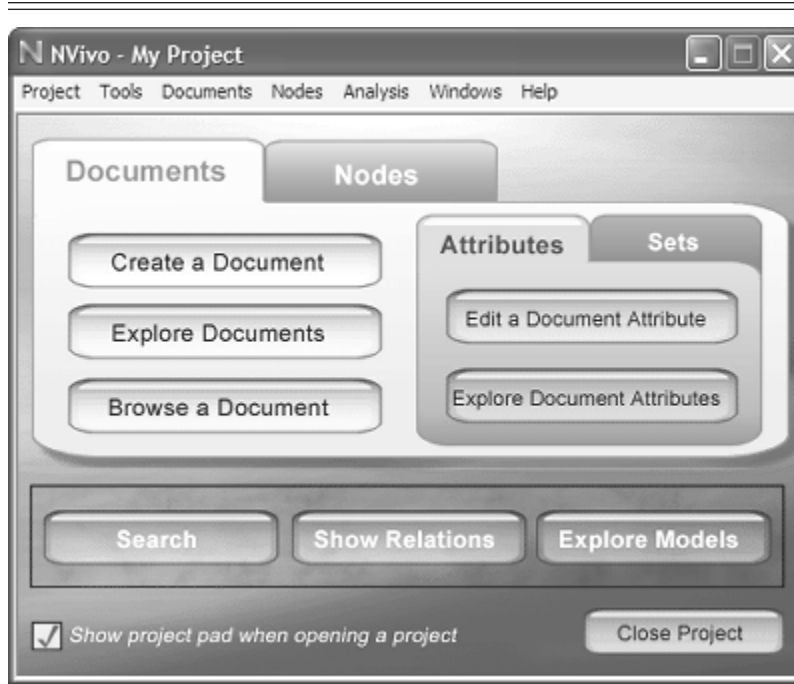 N NVivo - My Project
Project Tools Documents Nodes Analysis Windows Help
Documents Nodes
Create a Document
Explore Documents
Browse a Document
Attributes Sets
Edit a Document Attribute
Explore Document Attributes
Search Show Relations Explore Models
Show project pad when opening a project
Close Project